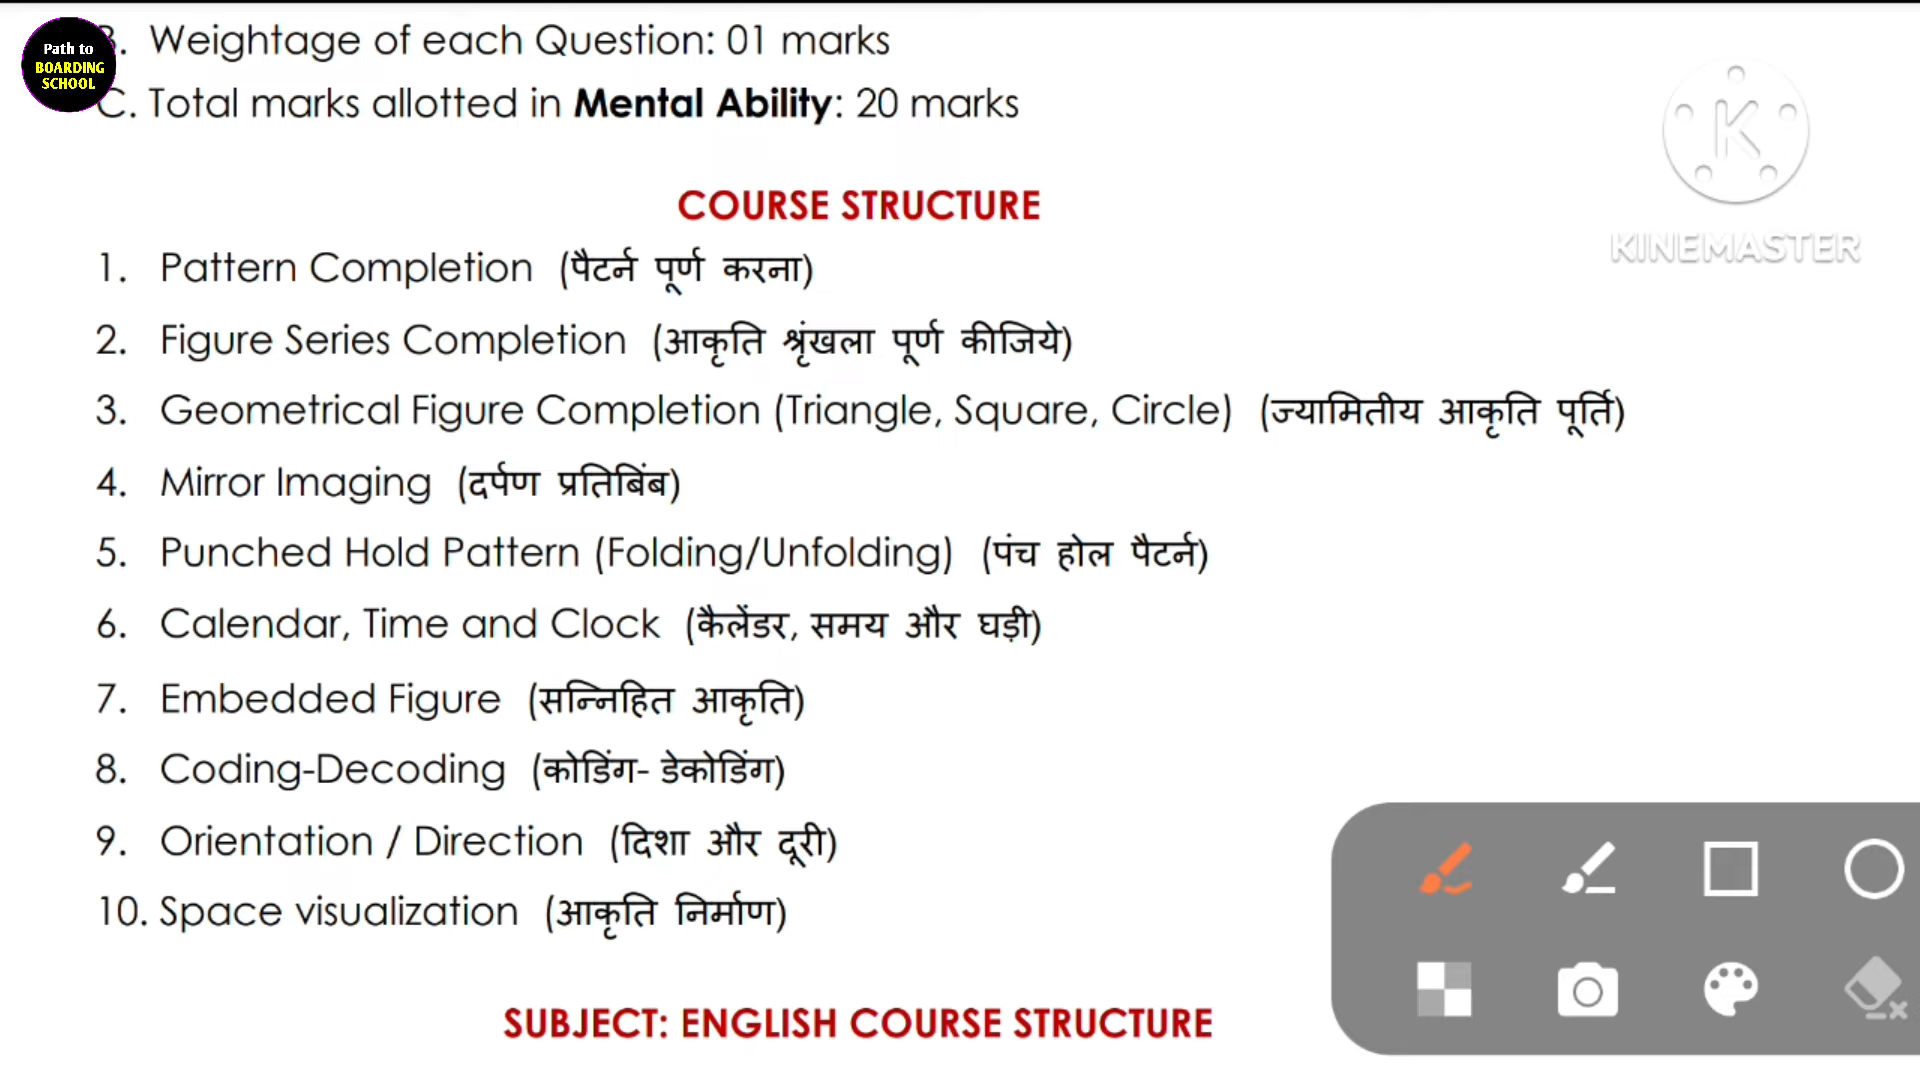 Path to
BOARDING
SCHOOL
B. Weightage of each Question: 01 marks
C. Total marks allotted in Mental Ability: 20 marks
KINEMASTER
COURSE STRUCTURE
1. Pattern Completion (पैटर्न पूर्ण करना)
2. Figure Series Completion (आकृति श्रृंखला पूर्ण कीजिये)
3. Geometrical Figure Completion (Triangle, Square, Circle) (ज्यामितीय आकृति पूर्ति)
4. Mirror Imaging (दर्पण प्रतिबिंब)
5. Punched Hold Pattern (Folding/Unfolding) (पंच होल पैटर्न)
6. Calendar, Time and Clock (कैलेंडर, समय और घड़ी)
7. Embedded Figure (सन्निहित आकृति)
8. Coding-Decoding (कोडिंग- डेकोडिंग)
9. Orientation / Direction (दिशा और दूरी)
10. Space visualization (आकृति निर्माण)
SUBJECT: ENGLISH COURSE STRUCTURE